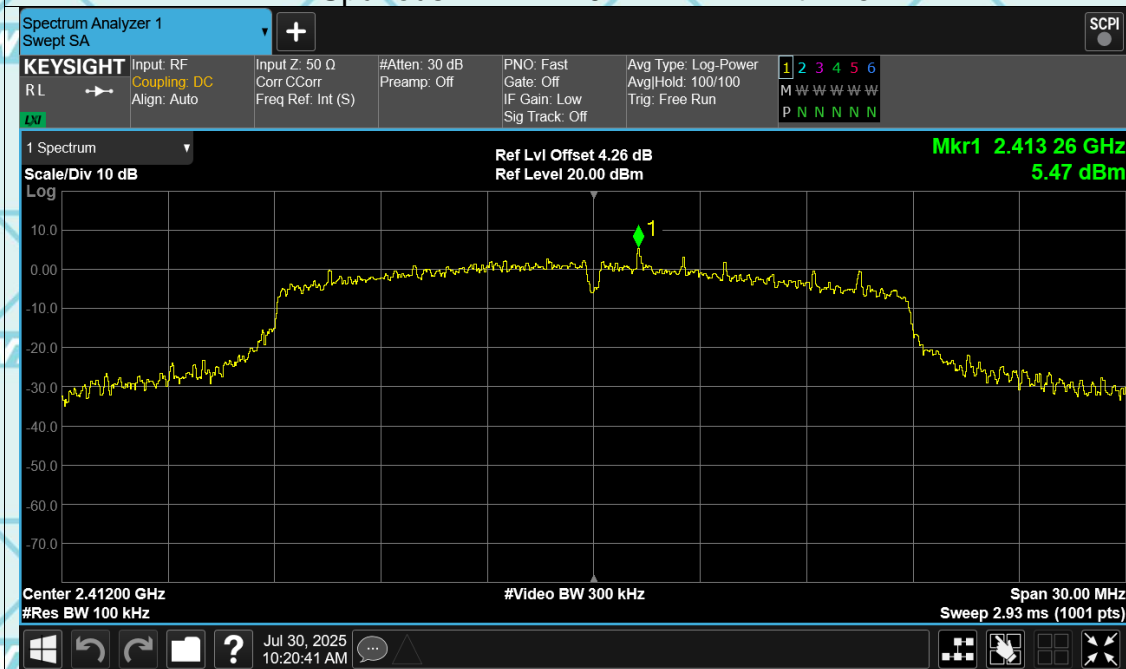 Spectrum Analyzer 1
Swept SA
SCPI
KEYSIGHT
RL
LXI
Input: RF
Coupling: DC
Align: Auto
Input Z: 50 Ω
Corr CCorr
Freq Ref: Int (S)
#Atten: 30 dB
Preamp: Off
PNO: Fast
Gate: Off
IF Gain: Low
Sig Track: Off
Avg Type: Log-Power
Avg|Hold: 100/100
Trig: Free Run
1 2 3 4 5 6
M W W W W W
P N N N N N
1 Spectrum
Scale/Div 10 dB
Log
Ref Lvl Offset 4.26 dB
Ref Level 20.00 dBm
Mkr1 2.413 26 GHz
5.47 dBm
1
10.0
0.00
-10.0
-20.0
-30.0
-40.0
-50.0
-60.0
-70.0
Center 2.41200 GHz
#Video BW 300 kHz
Span 30.00 MHz
#Res BW 100 kHz
Sweep 2.93 ms (1001 pts)
?
Jul 30, 2025
10:20:41 AM